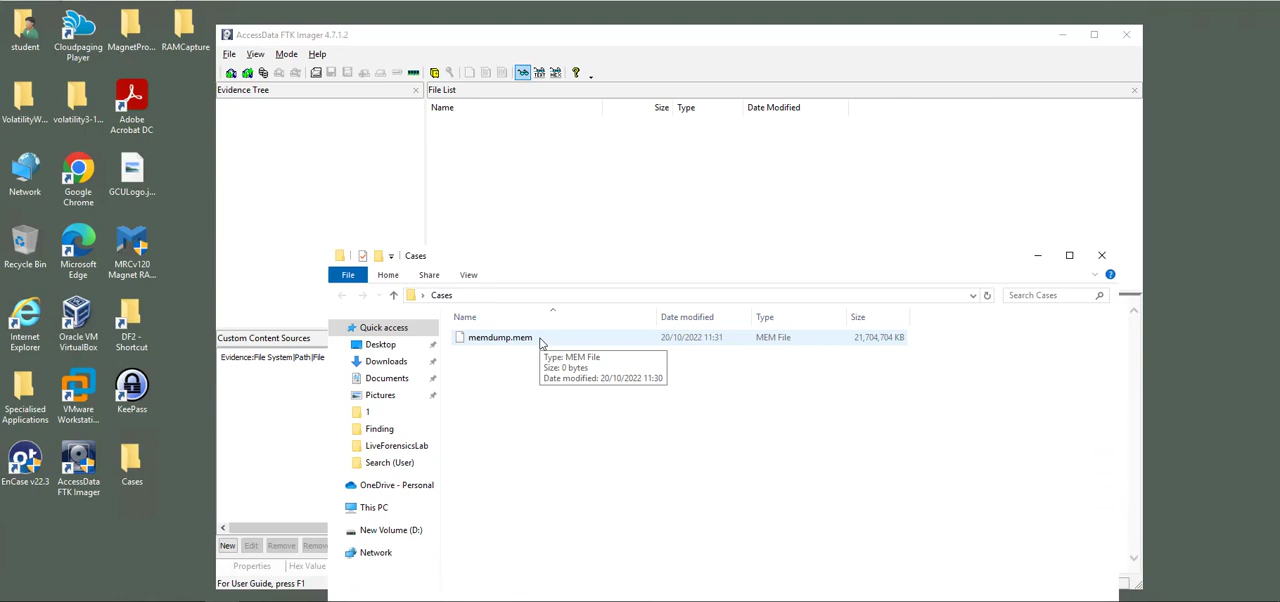 student
Cloudpaging
Player
MagnetPro...
RAMCapture
VolatilityW...
volatility3-1...
Adobe
Acrobat DC
Network
Google
Chrome
GCULogo.j...
Recycle Bin
Microsoft
Edge
MRCv120
Magnet RA...
Internet
Explorer
Oracle VM
VirtualBox
DF2 -
Shortcut
Specialised
Applications
VMware
Workstati...
KeePass
EnCase v22.3
AccessData
FTK Imager
Cases
AccessData FTK Imager 4.7.1.2
File View Mode Help
Evidence Tree
File List
Name Size Type Date Modified
Custom Content Sources
Evidence:File System|Path|File
New Edit Remove Remov
Properties Hex Value
For User Guide, press F1
Cases
File Home Share View
Cases
Search Cases
Quick access
Desktop
Downloads
Documents
Pictures
1
Finding
LiveForensicsLab
Search (User)
OneDrive - Personal
This PC
New Volume (D:)
Network
Name Date modified Type Size
memdump.mem 20/10/2022 11:31 MEM File 21,704,704 KB
Type: MEM File
Size: 0 bytes
Date modified: 20/10/2022 11:30